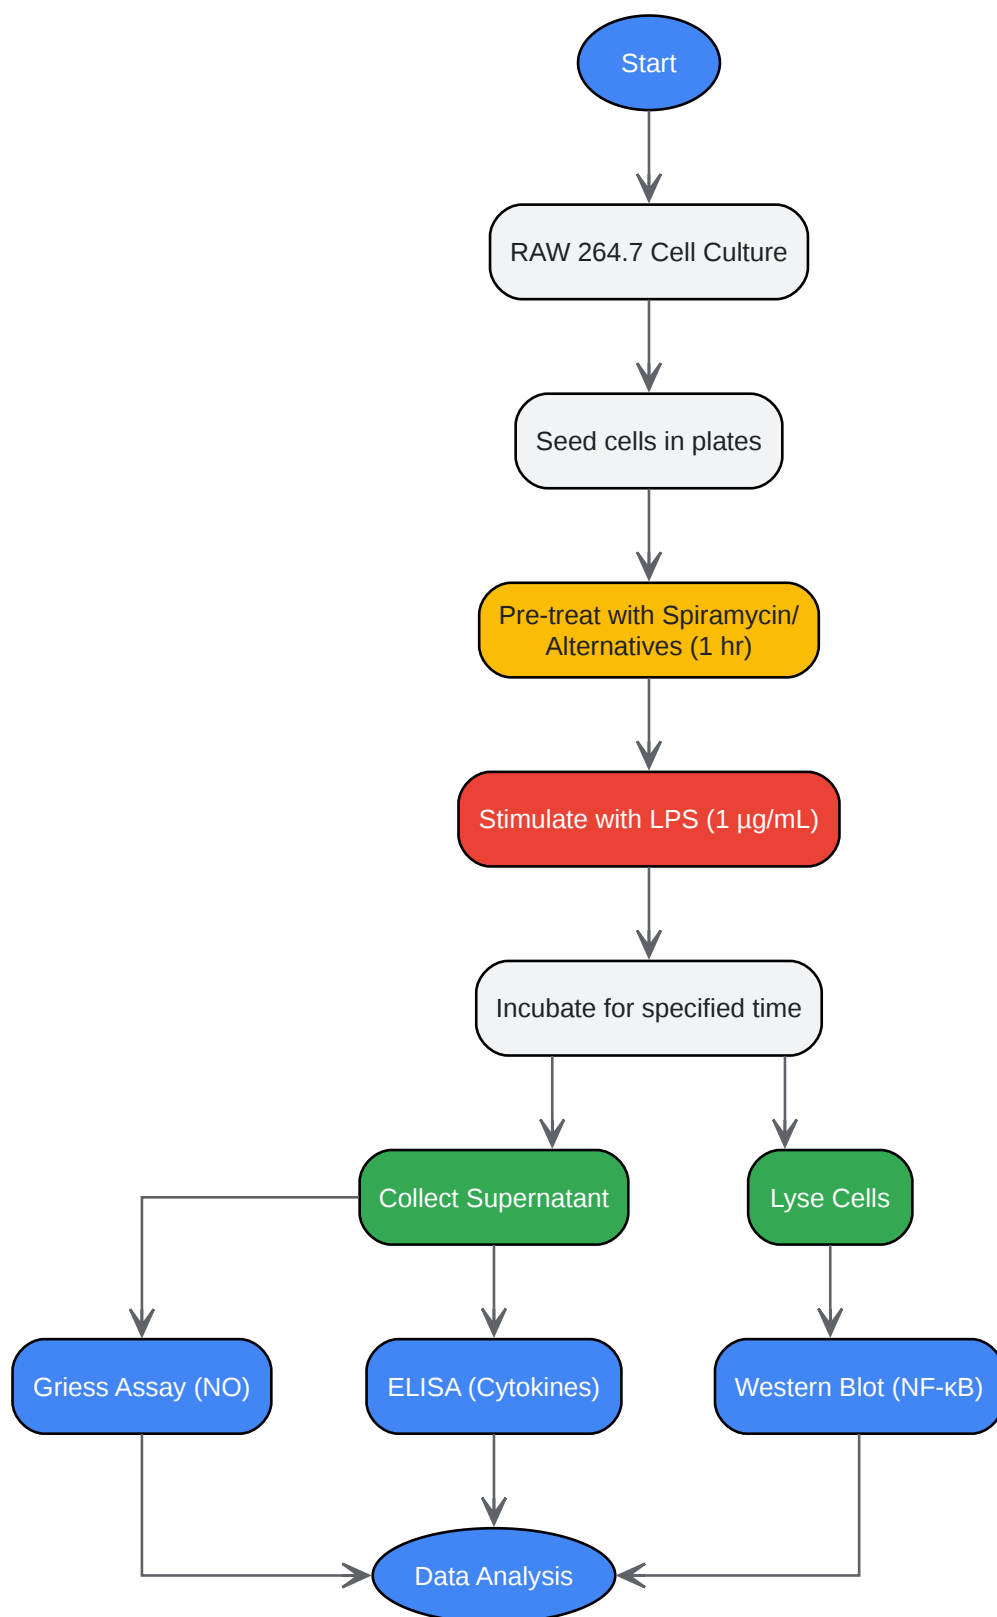 Start
RAW 264.7 Cell Culture
Seed cells in plates
Pre-treat with Spiramycin/
Alternatives (1 hr)
Stimulate with LPS (1 µg/mL)
Incubate for specified time
Collect Supernatant
Lyse Cells
Griess Assay (NO)
ELISA (Cytokines)
Western Blot (NF-κB)
Data Analysis